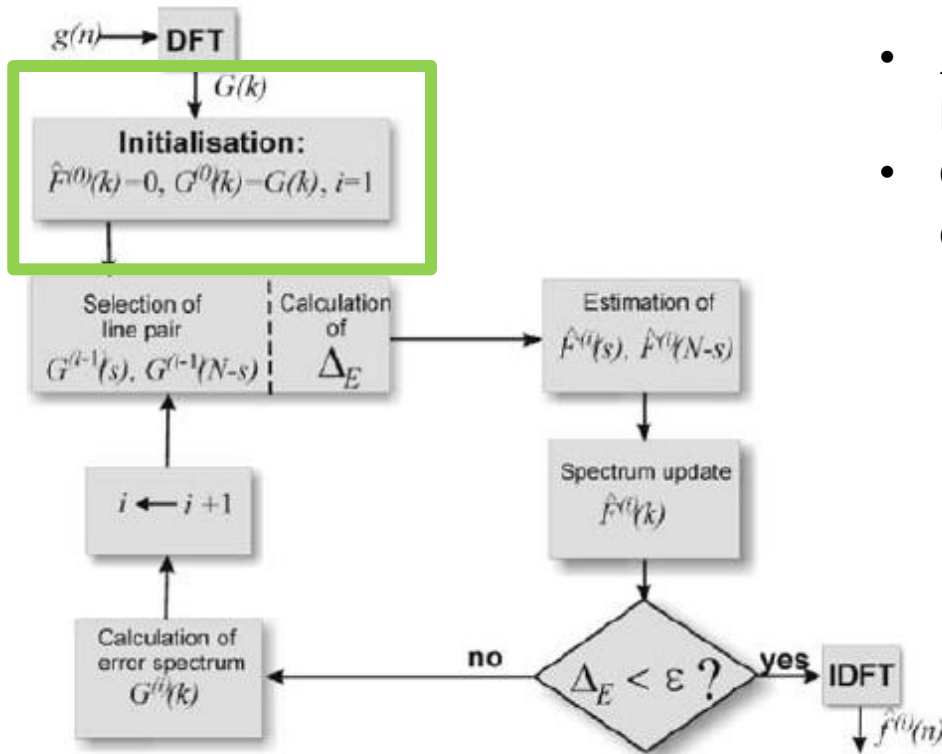 g(n)
DFT
G(k)
Initialisation:
F̂⁽⁰⁾(k)=0, G⁽⁰⁾(k)=G(k), i=1
Selection of
line pair
G⁽ⁱ⁻¹⁾(s), G⁽ⁱ⁻¹⁾(N-s)
Calculation
of
Δ_E
Estimation of
F̂⁽ⁱ⁾(s), F̂⁽ⁱ⁾(N-s)
Spectrum update
F̂⁽ⁱ⁾(k)
Δ_E < ε ?
yes
IDFT
f̂⁽ⁱ⁾(n)
no
Calculation of
error spectrum
G⁽ⁱ⁾(k)
i ← i +1